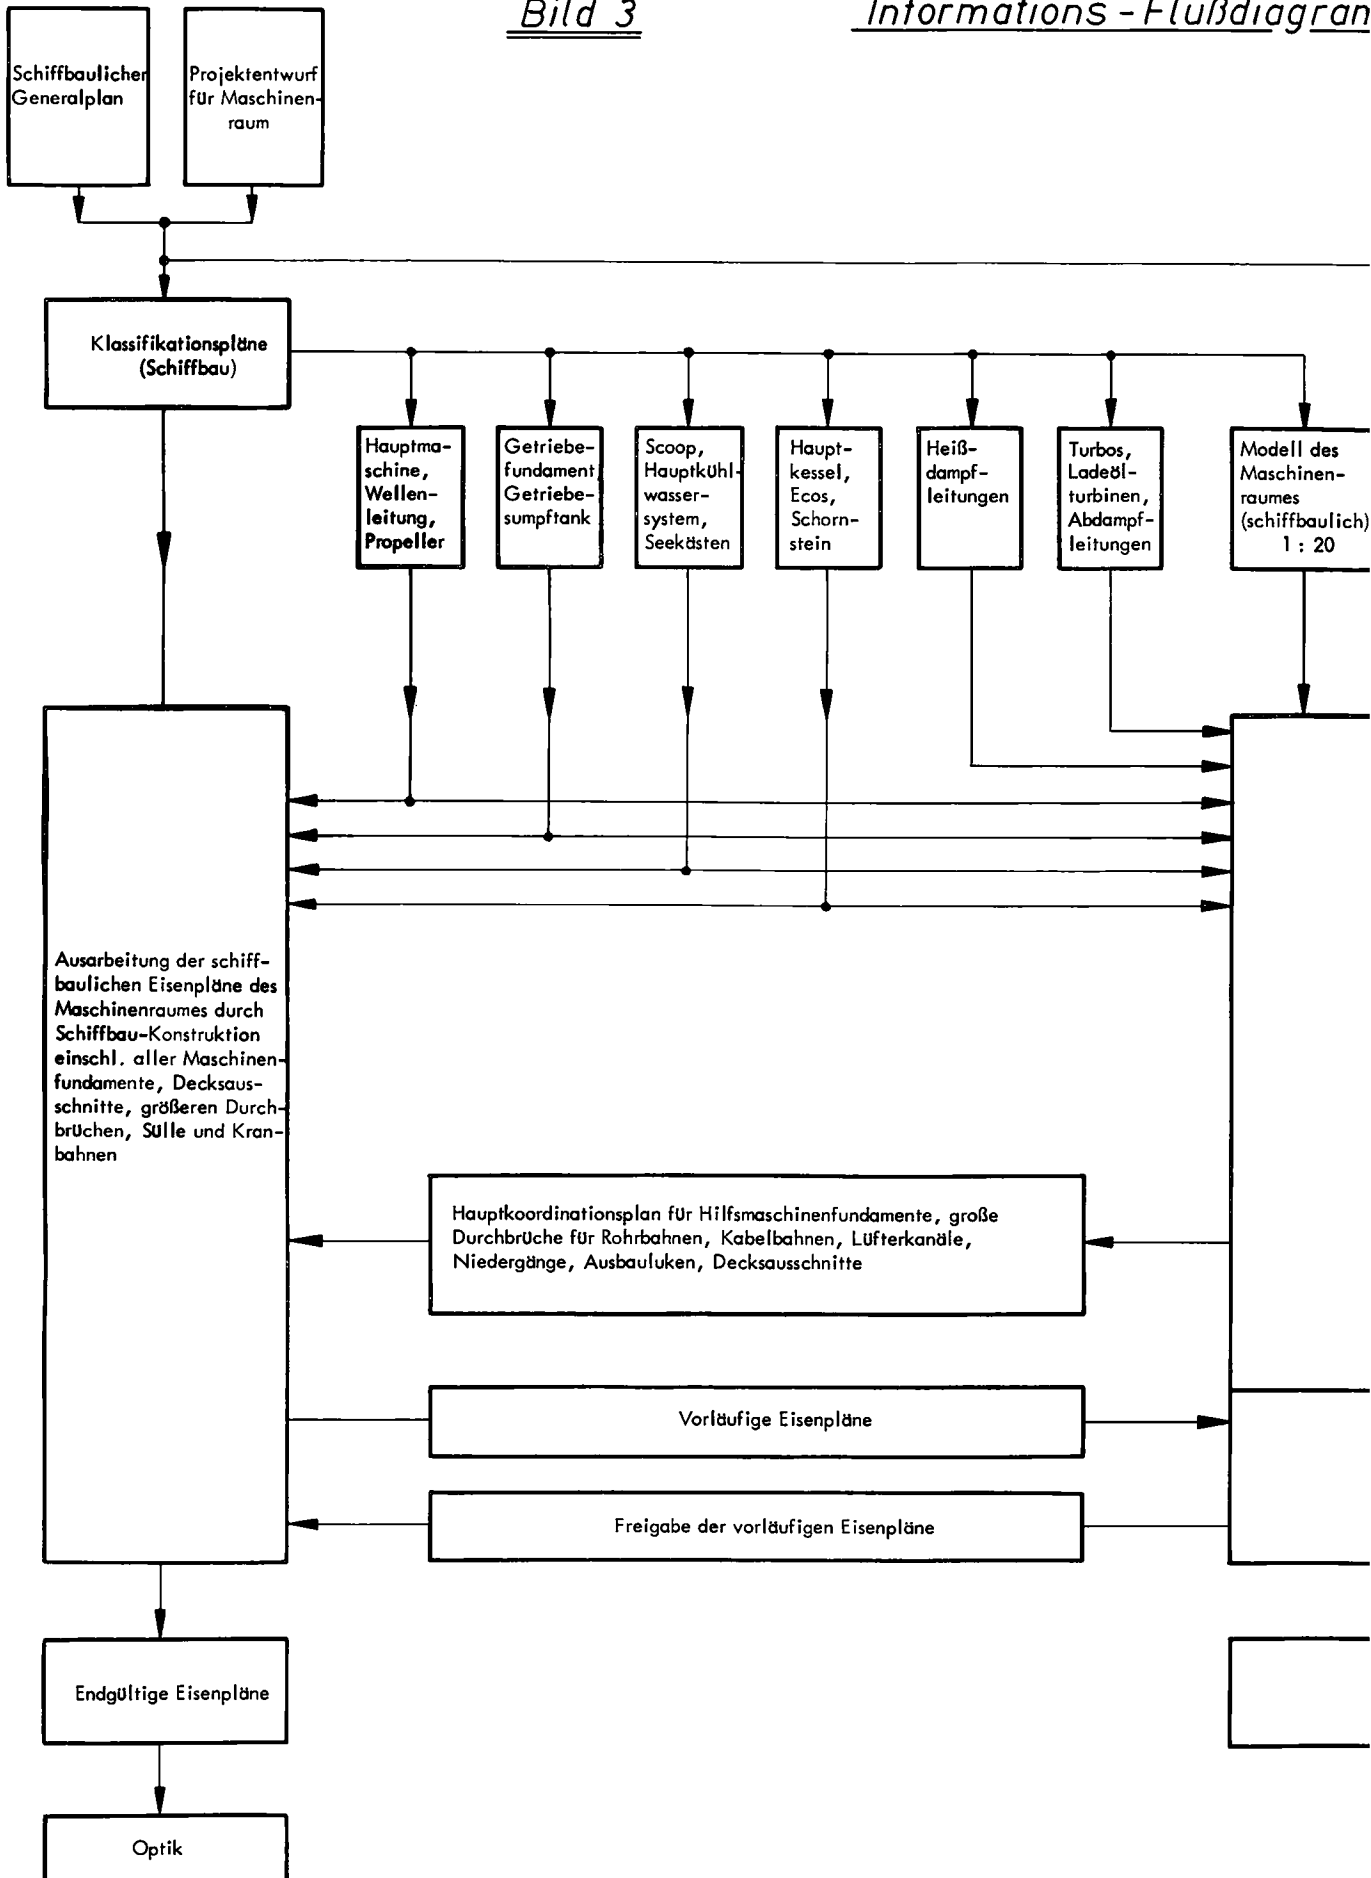 Bild 3
Informations-Flußdiagram
Schiffbaulicher
Generalplan
Projektentwurf
für Maschinen-
raum
Klassifikationspläne
(Schiffbau)
Hauptma-
schine,
Wellen-
leitung,
Propeller
Getriebe-
fundament
Getriebe-
sumpftank
Scoop,
Hauptkühl-
wasser-
system,
Seekästen
Haupt-
kessel,
Ecos,
Schorn-
stein
Heiß-
dampf-
leitungen
Turbos,
Ladeöl-
turbinen,
Abdampf-
leitungen
Modell des
Maschinen-
raumes
(schiffbaulich)
1 : 20
Ausarbeitung der schiff-
baulichen Eisenpläne des
Maschinenraumes durch
Schiffbau-Konstruktion
einschl. aller Maschinen-
fundamente, Decksaus-
schnitte, größeren Durch-
brüchen, Sülle und Kran-
bahnen
Hauptkoordinationsplan für Hilfsmaschinenfundamente, große
Durchbrüche für Rohrbahnen, Kabelbahnen, Lüfterkanäle,
Niedergänge, Ausbauluken, Decksausschnitte
Vorläufige Eisenpläne
Freigabe der vorläufigen Eisenpläne
Endgültige Eisenpläne
Optik